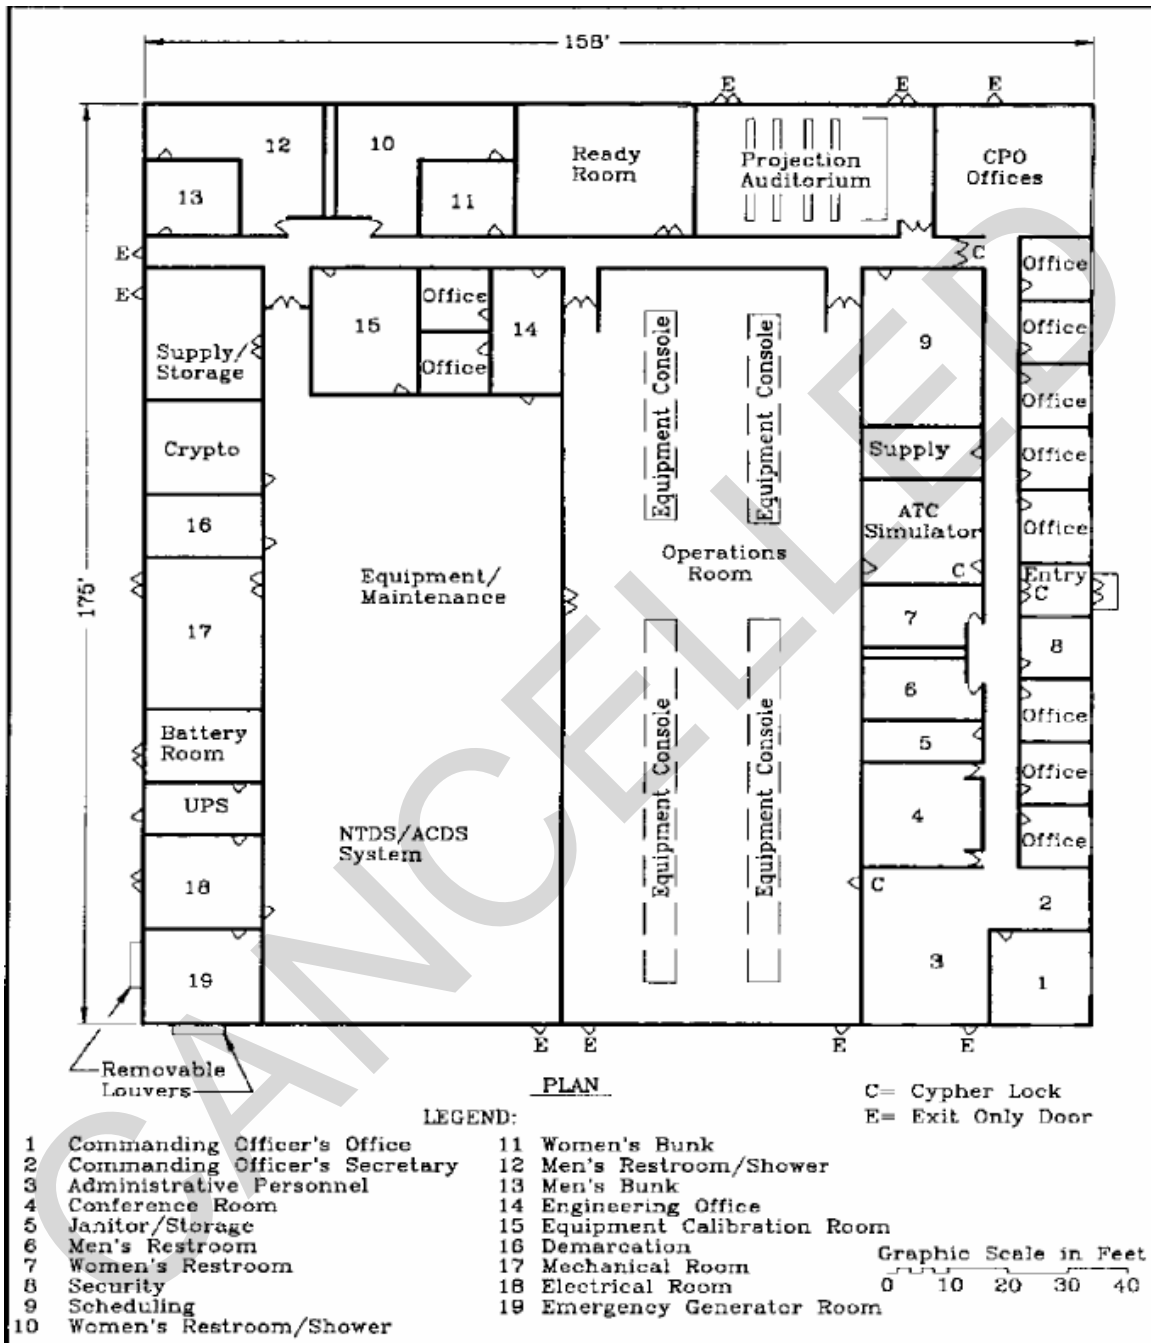 158'
E
E
E
12
10
Ready
Room
Projection
Auditorium
CPO
Offices
13
11
E
C
Office
E
15
Office
14
Office
Supply/
Storage
Office
Equipment Console
Equipment Console
9
Office
Crypto
Supply
Office
16
ATC
Simulator
Office
Operations
Room
C
Entry
C
175'
Equipment/
Maintenance
17
7
8
6
Office
Battery
Room
5
Office
UPS
NTDS/ACDS
System
Equipment Console
Equipment Console
4
Office
18
C
2
19
3
1
E
E
E
E
Removable
Louvers
PLAN
C= Cypher Lock
E= Exit Only Door
LEGEND:
1 Commanding Officer's Office
2 Commanding Officer's Secretary
3 Administrative Personnel
4 Conference Room
5 Janitor/Storage
6 Men's Restroom
7 Women's Restroom
8 Security
9 Scheduling
10 Women's Restroom/Shower
11 Women's Bunk
12 Men's Restroom/Shower
13 Men's Bunk
14 Engineering Office
15 Equipment Calibration Room
16 Demarcation
17 Mechanical Room
18 Electrical Room
19 Emergency Generator Room
Graphic Scale in Feet
0 10 20 30 40
CANCELLED